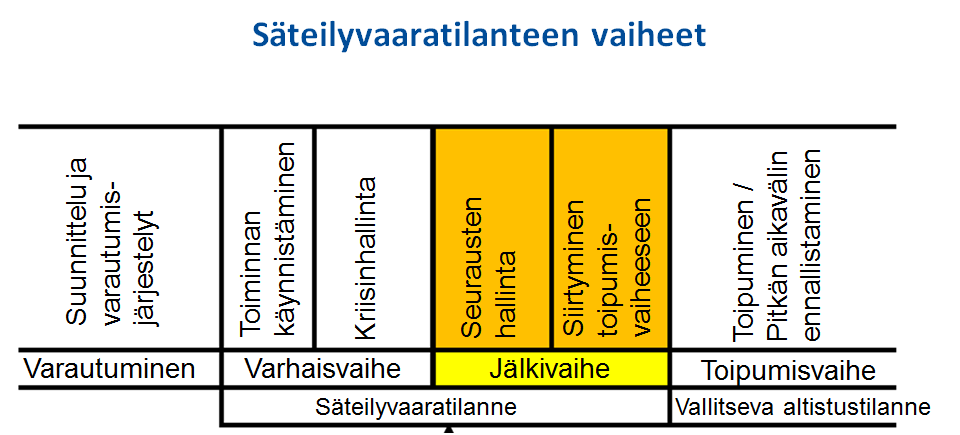 Säteilyvaaratilanteen vaiheet
Suunnittelu ja
varautumis-
järjestelyt
Toiminnan
käynnistäminen
Kriisinhallinta
Seurausten
hallinta
Siirtyminen
toipumis-
vaiheeseen
Toipuminen /
Pitkän aikavälin
ennallistaminen
Varautuminen
Varhaisvaihe
Jälkivaihe
Toipumisvaihe
Säteilyvaaratilanne
Vallitseva altistustilanne